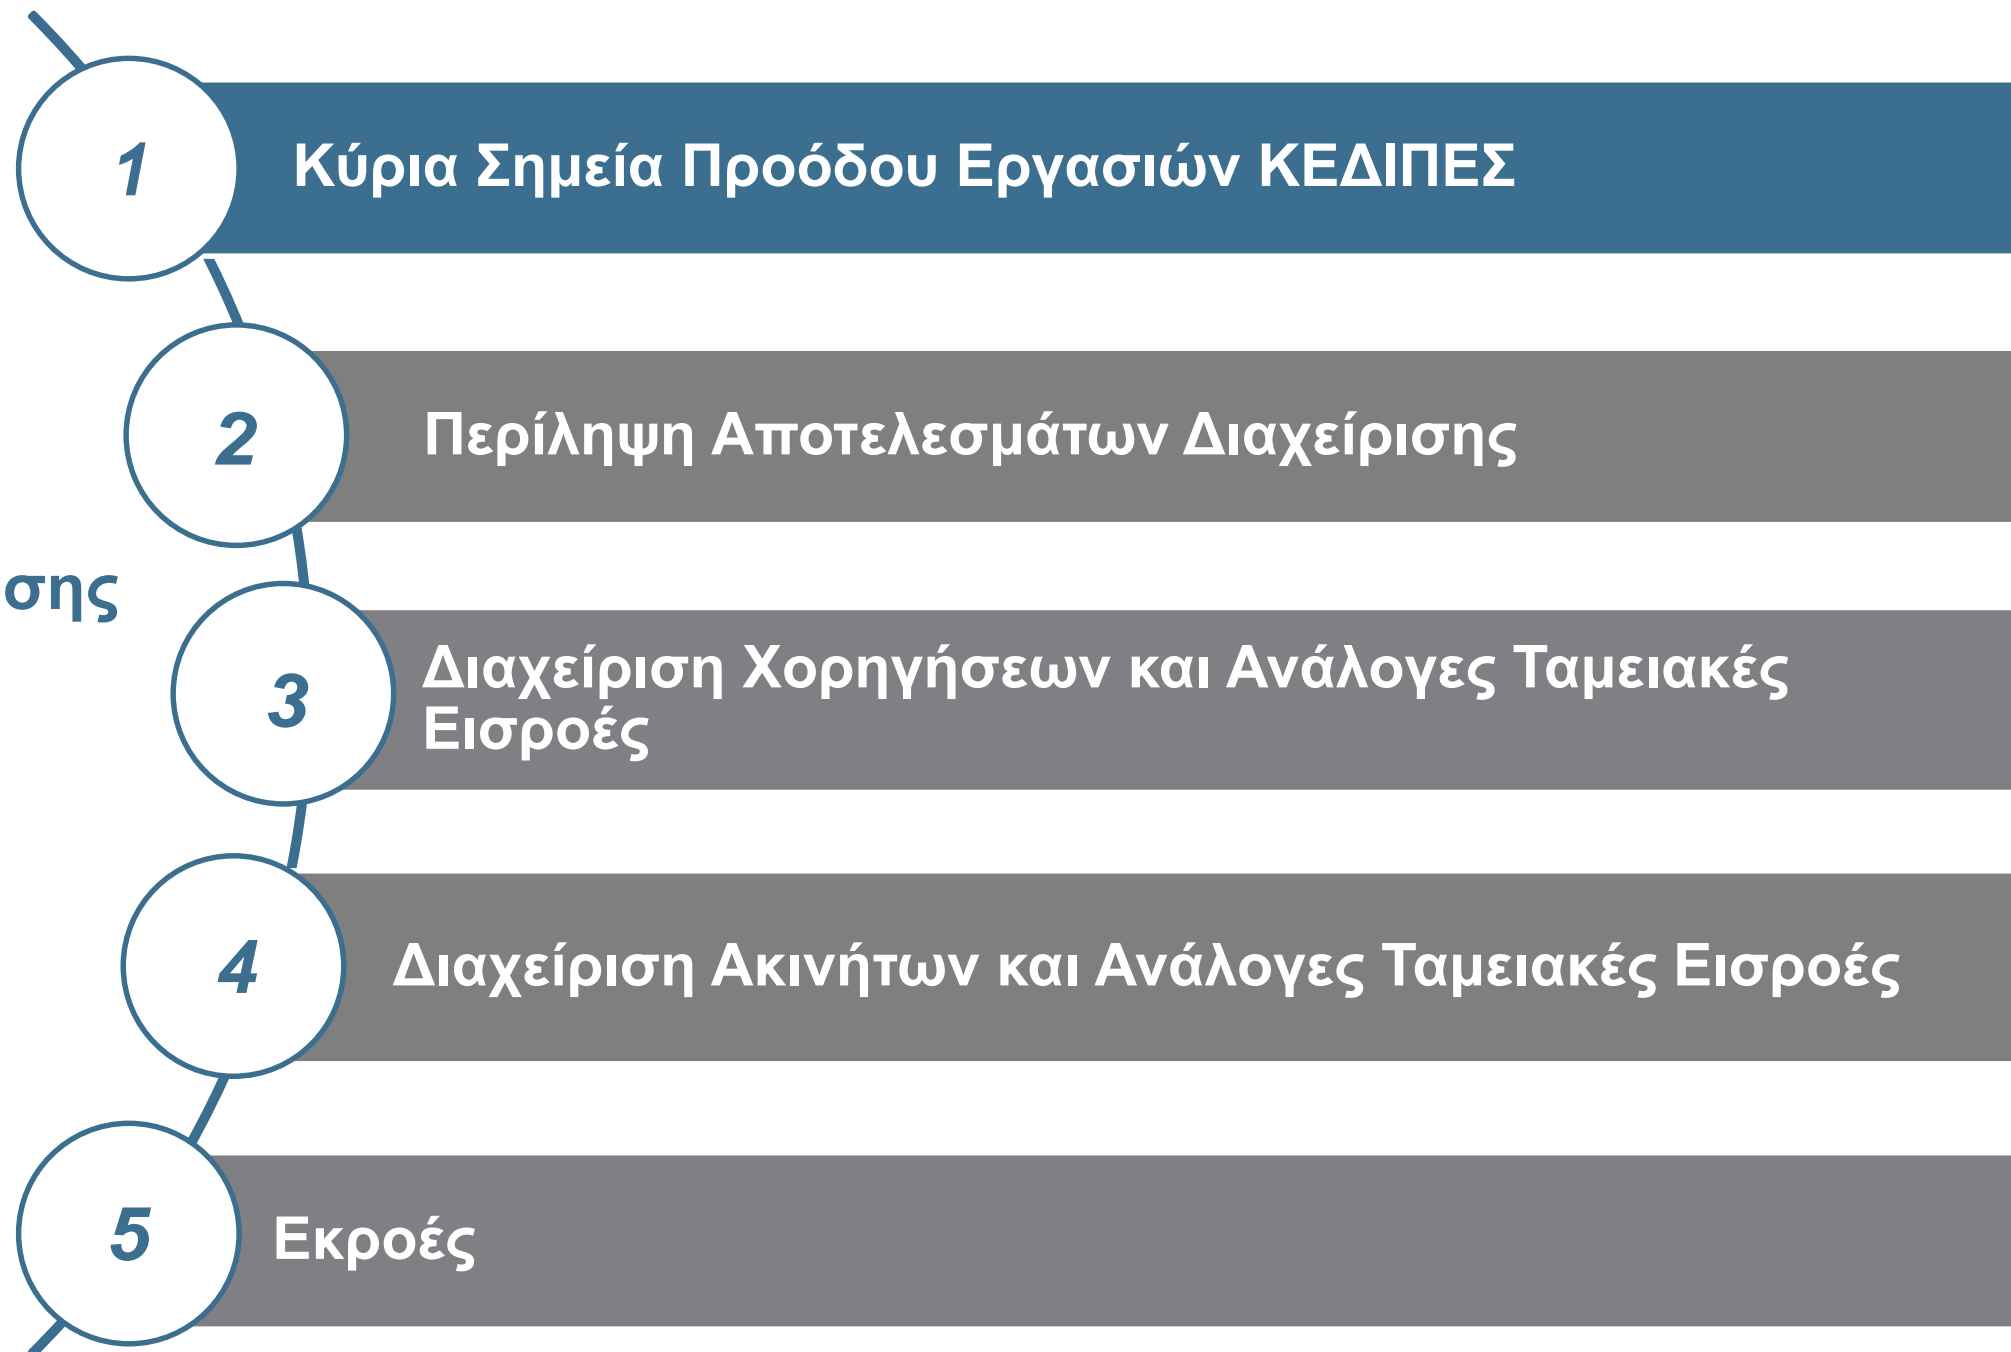 1
Κύρια Σημεία Προόδου Εργασιών ΚΕΔΙΠΕΣ
2
Περίληψη Αποτελεσμάτων Διαχείρισης
σης
3
Διαχείριση Χορηγήσεων και Ανάλογες Ταμειακές
Εισροές
4
Διαχείριση Ακινήτων και Ανάλογες Ταμειακές Εισροές
5
Εκροές